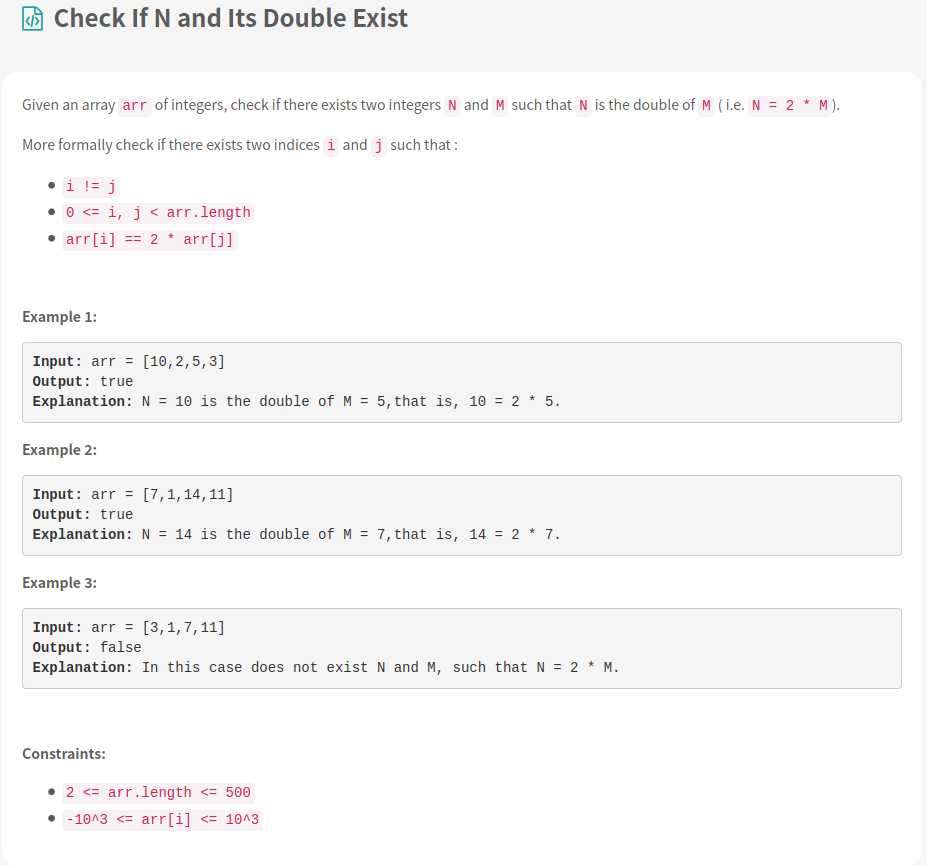 Check If N and Its Double Exist
Given an array arr of integers, check if there exists two integers N and M such that N is the double of M ( i.e. N = 2 * M ).
More formally check if there exists two indices i and j such that :
i != j
0 <= i, j < arr.length
arr[i] == 2 * arr[j]
Example 1:
Input: arr = [10,2,5,3]
Output: true
Explanation: N = 10 is the double of M = 5,that is, 10 = 2 * 5.
Example 2:
Input: arr = [7,1,14,11]
Output: true
Explanation: N = 14 is the double of M = 7,that is, 14 = 2 * 7.
Example 3:
Input: arr = [3,1,7,11]
Output: false
Explanation: In this case does not exist N and M, such that N = 2 * M.
Constraints:
2 <= arr.length <= 500
-10^3 <= arr[i] <= 10^3